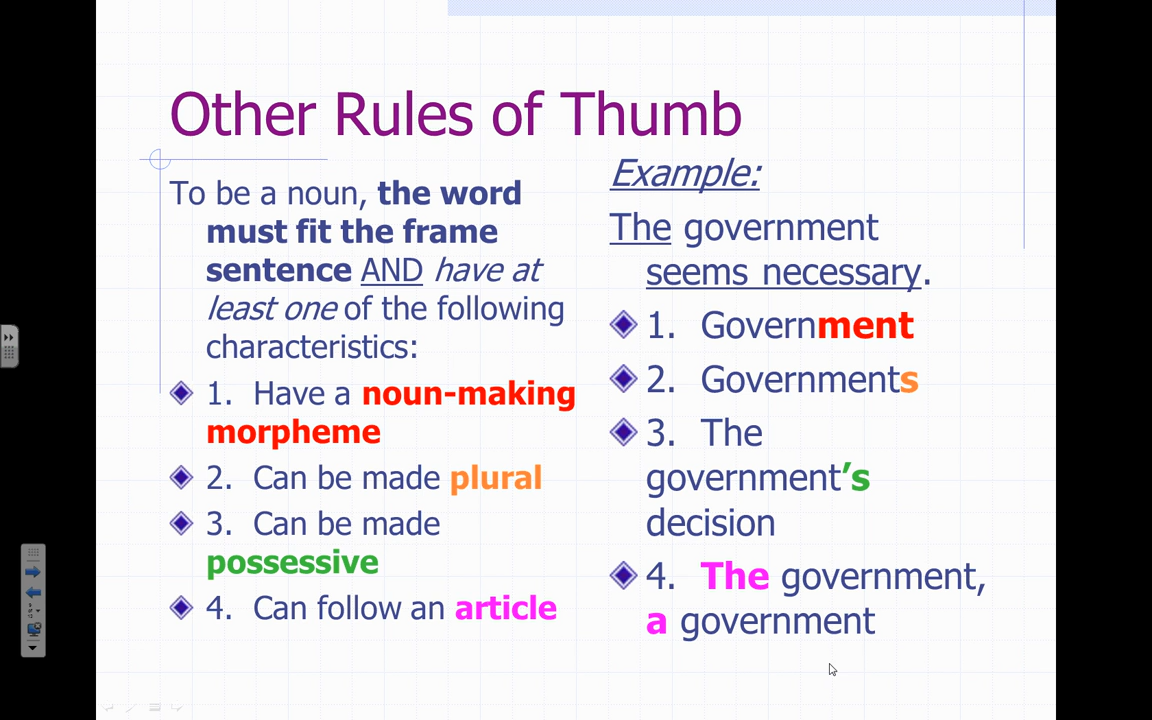 Other Rules of Thumb
To be a noun, the word
must fit the frame
sentence AND have at
least one of the following
characteristics:
1. Have a noun-making
morpheme
2. Can be made plural
3. Can be made
possessive
4. Can follow an article
Example:
The government
seems necessary.
1. Government
2. Governments
3. The
government’s
decision
4. The government,
a government